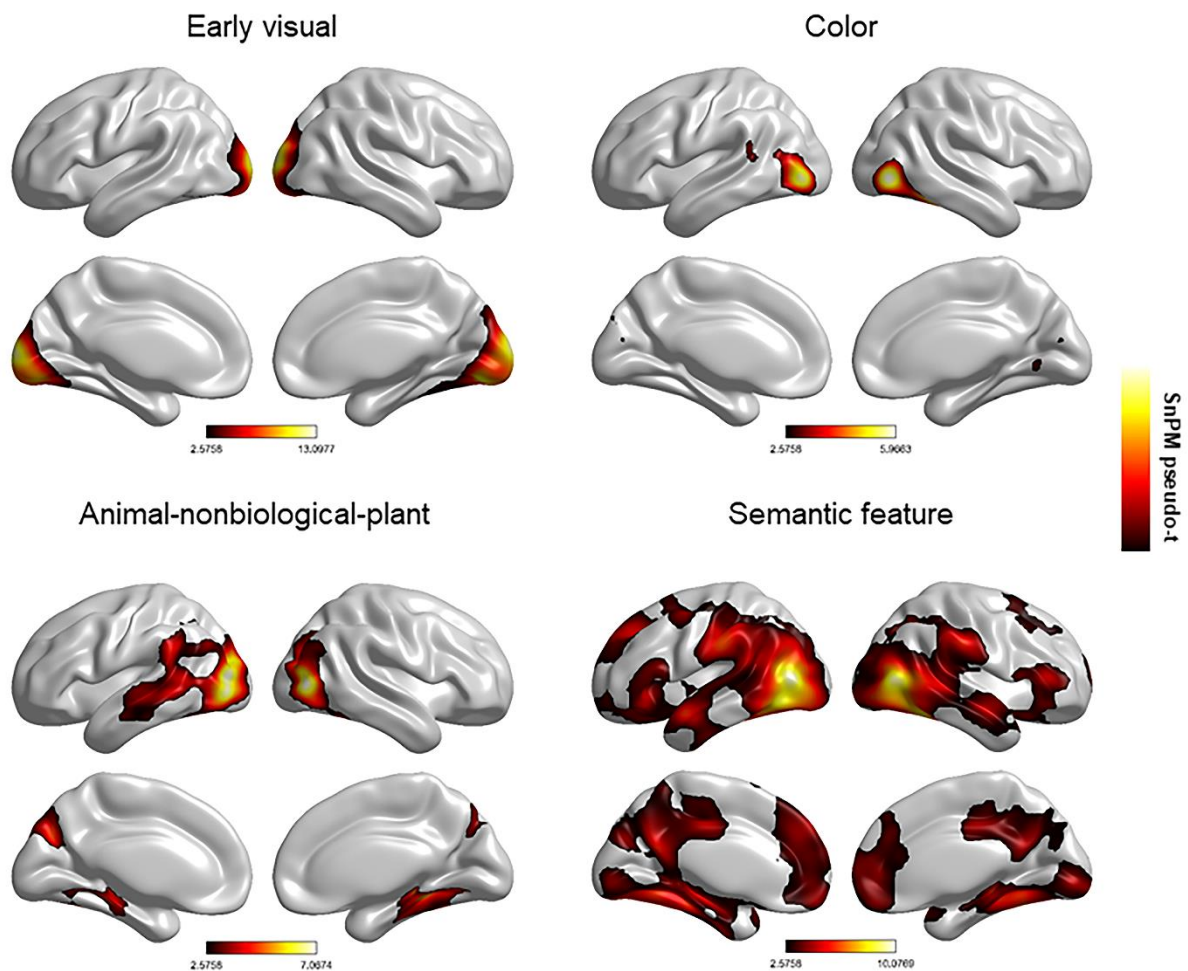 Early visual
Color
2.5758 13.0977
2.5758 5.9663
SnPM pseudo-t
Animal-nonbiological-plant
Semantic feature
2.5758 7.0674
2.5758 10.0769